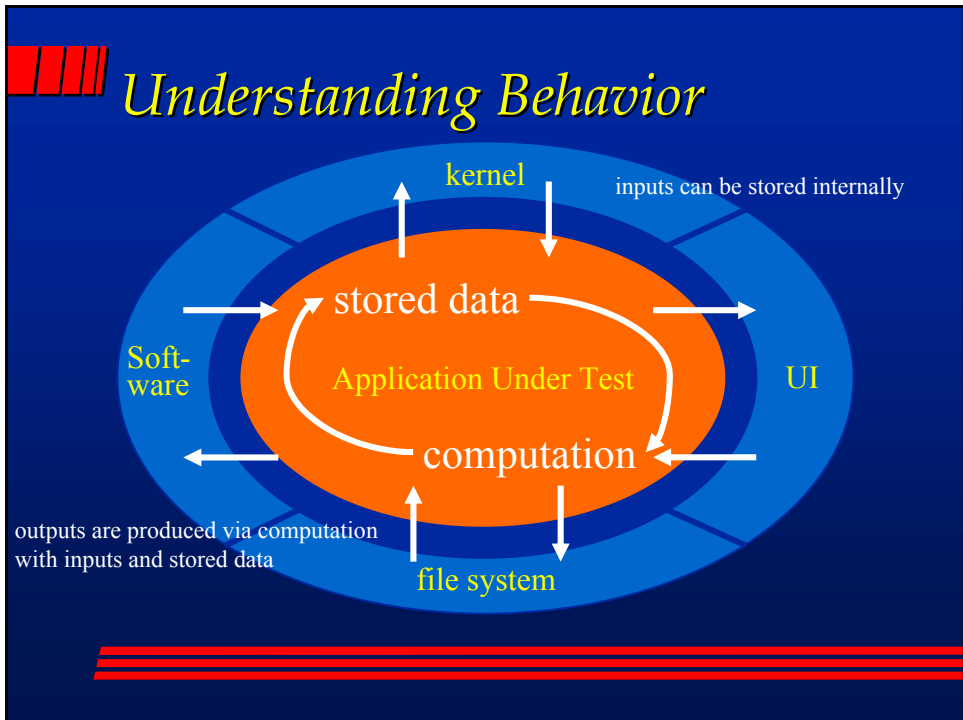 Understanding Behavior
kernel
inputs can be stored internally
stored data
Soft-
ware
Application Under Test
UI
computation
outputs are produced via computation
with inputs and stored data
file system